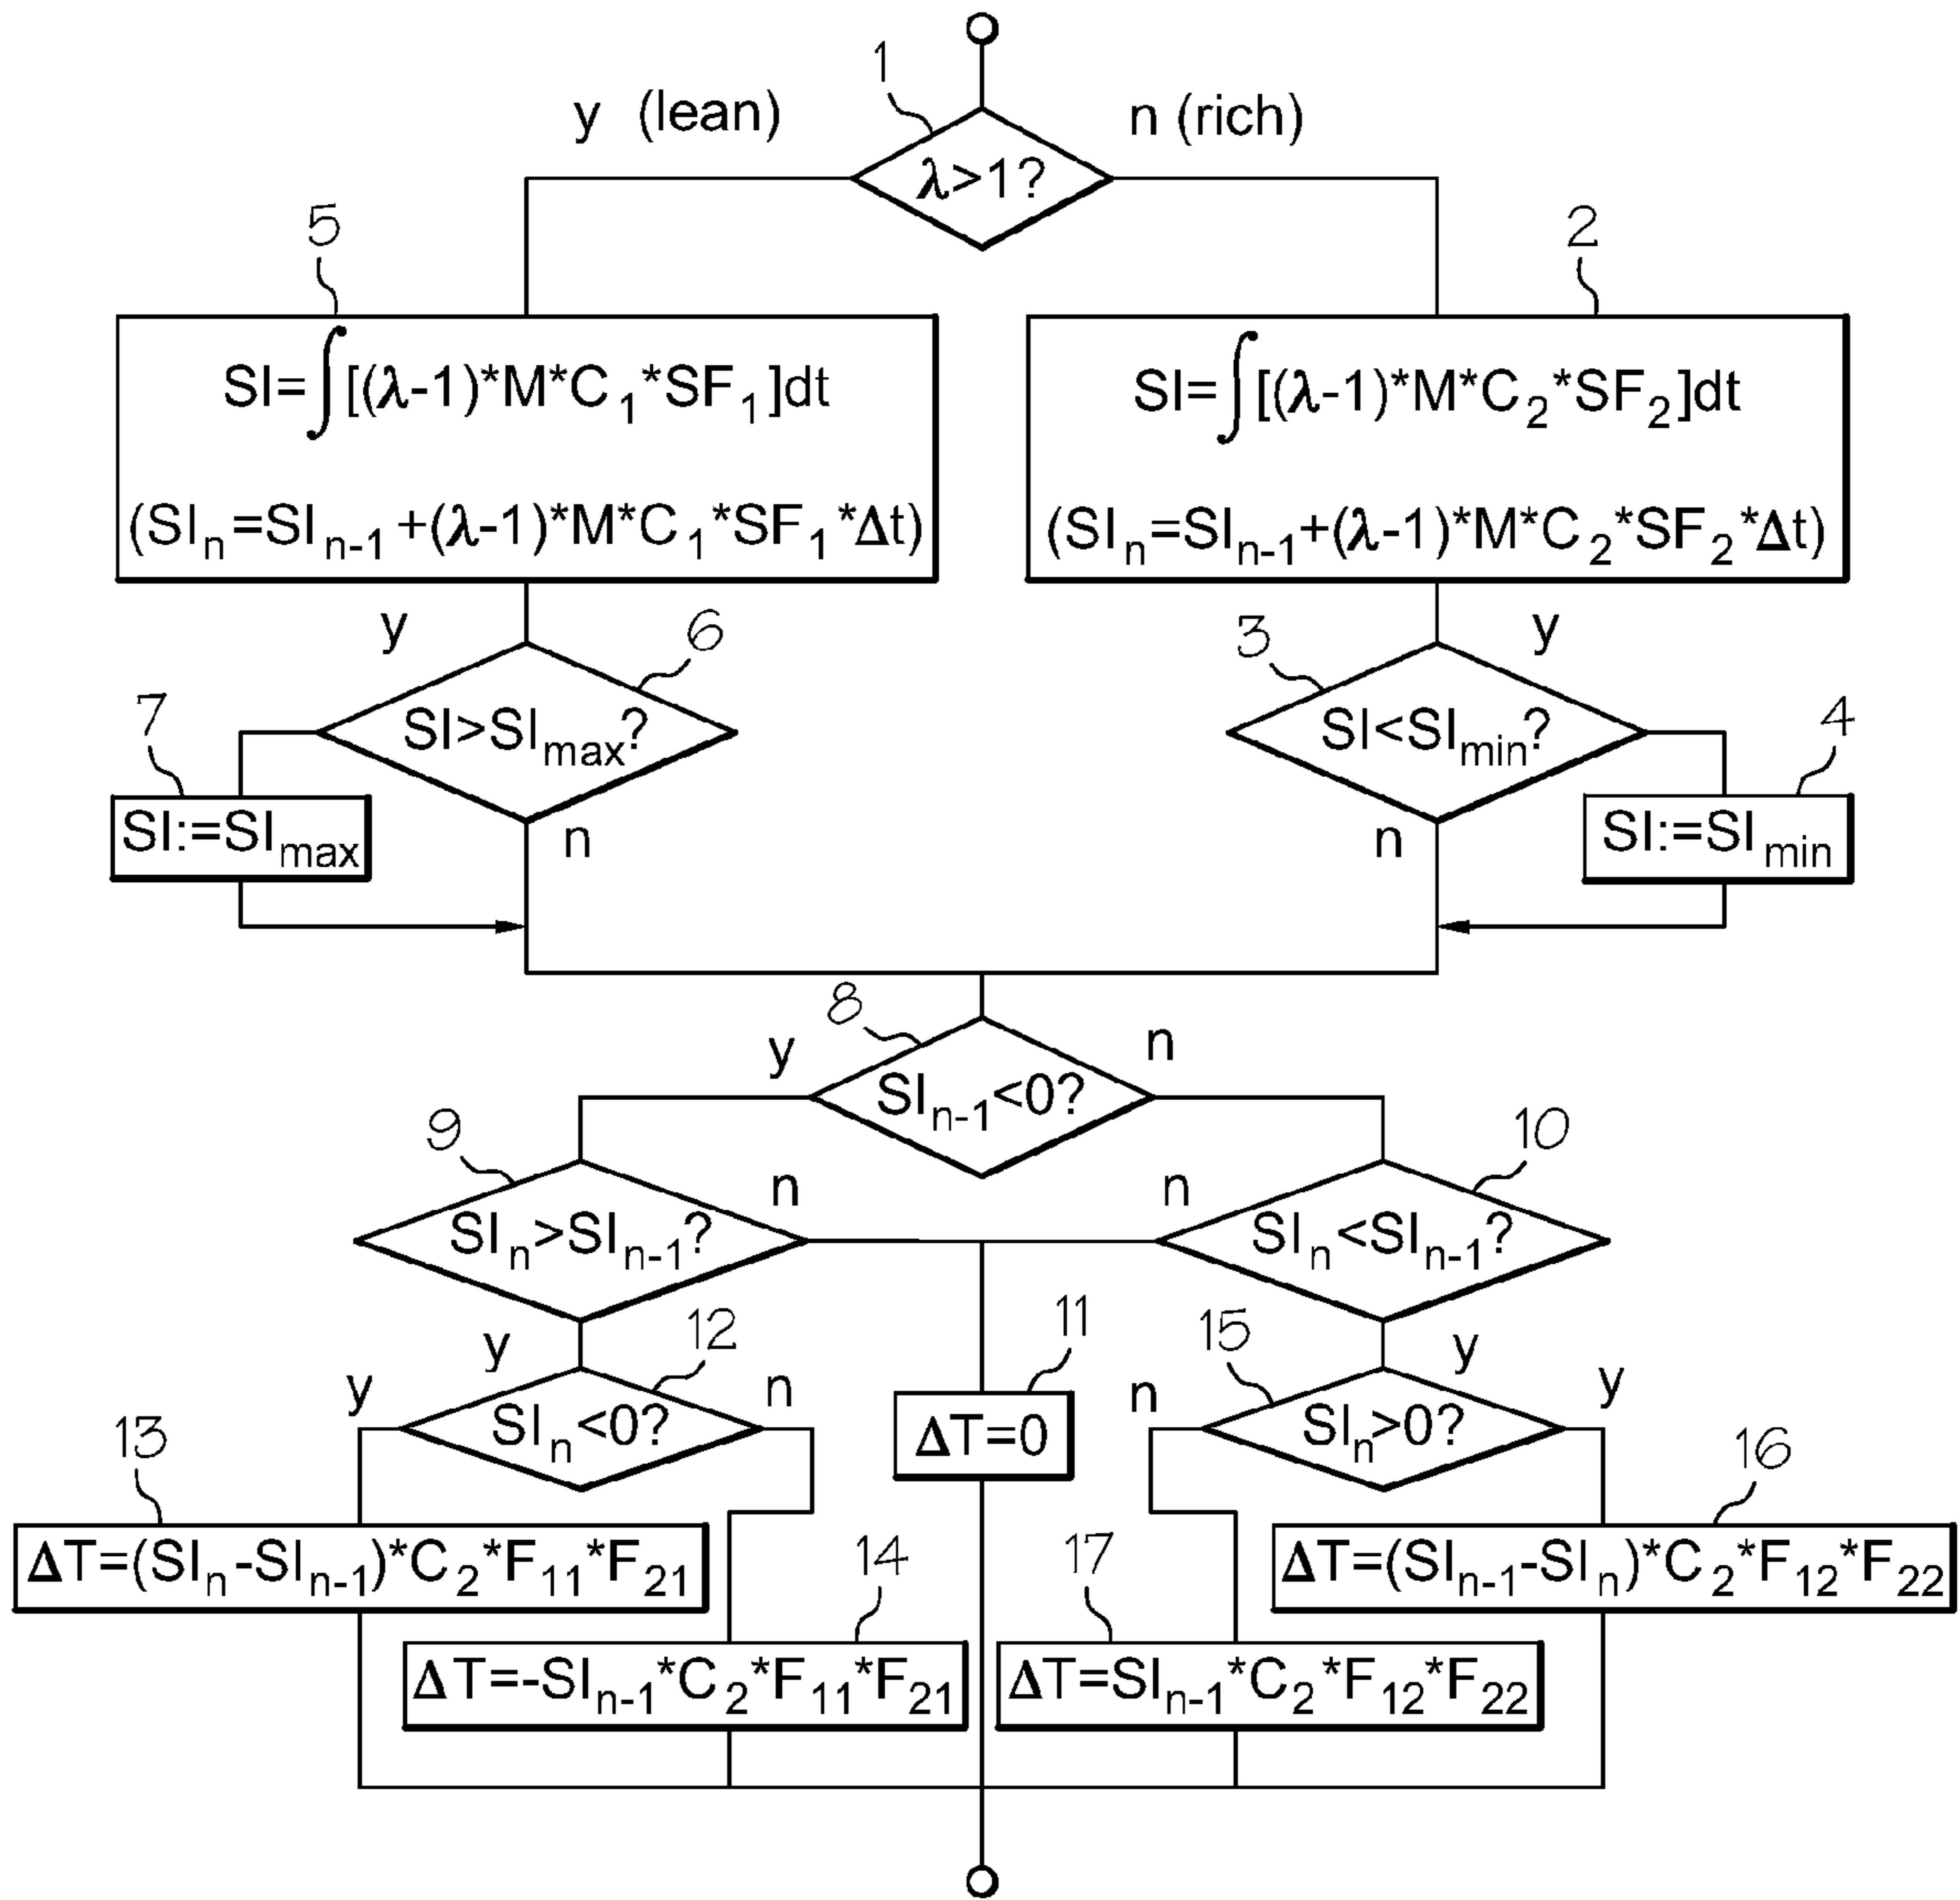 1
y (lean)
n (rich)
λ>1?
5
2
SI=∫[(λ-1)*M*C₁*SF₁]dt
(SIₙ=SIₙ₋₁+(λ-1)*M*C₁*SF₁*Δt)
SI=∫[(λ-1)*M*C₂*SF₂]dt
(SIₙ=SIₙ₋₁+(λ-1)*M*C₂*SF₂*Δt)
y
6
3
y
7
SI>SImax?
SI<SImin?
4
SI:=SImax
n
n
SI:=SImin
8
y
n
SIₙ₋₁<0?
9
10
n
n
SIₙ>SIₙ₋₁?
SIₙ<SIₙ₋₁?
y
12
11
15
y
y
n
n
y
13
SIₙ<0?
ΔT=0
SIₙ>0?
16
ΔT=(SIₙ-SIₙ₋₁)*C₂*F₁₁*F₂₁
14
17
ΔT=(SIₙ₋₁-SIₙ)*C₂*F₁₂*F₂₂
ΔT=-SIₙ₋₁*C₂*F₁₁*F₂₁
ΔT=SIₙ₋₁*C₂*F₁₂*F₂₂